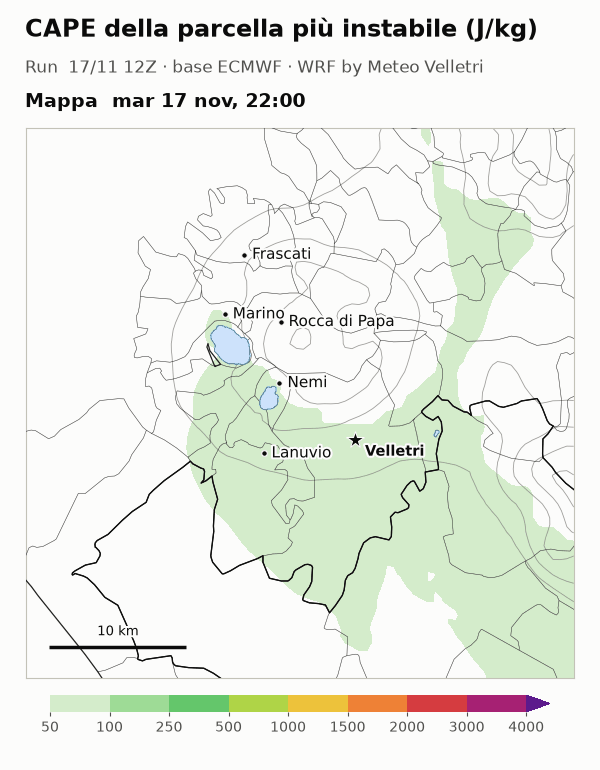 CAPE della parcella più instabile (J/kg)
Run  17/11 12Z · base ECMWF · WRF by Meteo Velletri
Mappa  mar 17 nov, 22:00
Frascati
Marino
Rocca di Papa
Nemi
Velletri
Lanuvio
10 km
50 100 250 500 1000 1500 2000 3000 4000